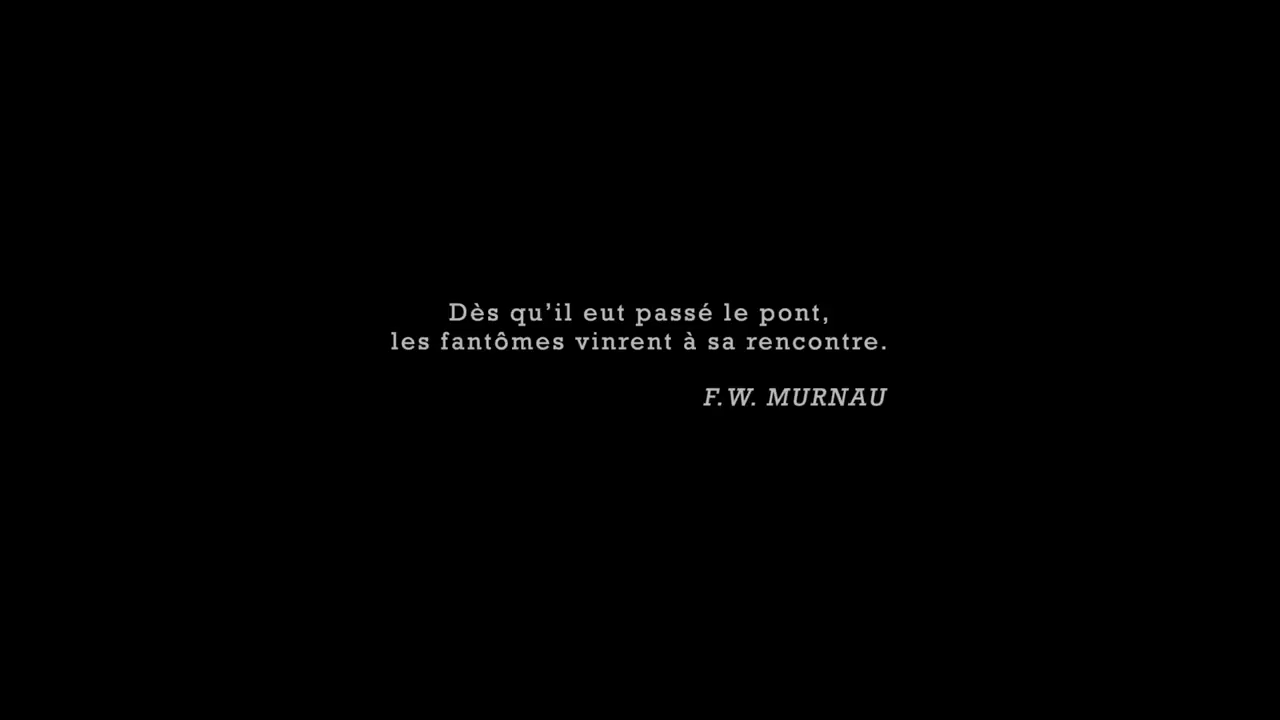 Dès qu’il eut passé le pont,
les fantômes vinrent à sa rencontre.
F.W. MURNAU